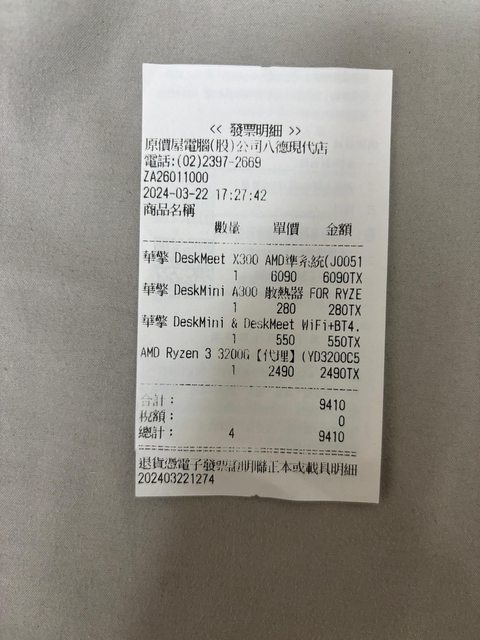 << 發票明細 >>
原價屋電腦(股)公司八德現代店
電話:(02)2397-2669
ZA26011000
2024-03-22 17:27:42
商品名稱
數量 單價 金額
華擎 DeskMeet X300 AMD準系統(J0051
1 6090 6090TX
華擎 DeskMini A300 散熱器 FOR RYZE
1 280 280TX
華擎 DeskMini & DeskMeet WiFi+BT4.
1 550 550TX
AMD Ryzen 3 3200G【代理】(YD3200C5
1 2490 2490TX
合計: 9410
稅額: 0
總計: 4 9410
退貨憑電子發票證明聯正本或載具明細
202403221274